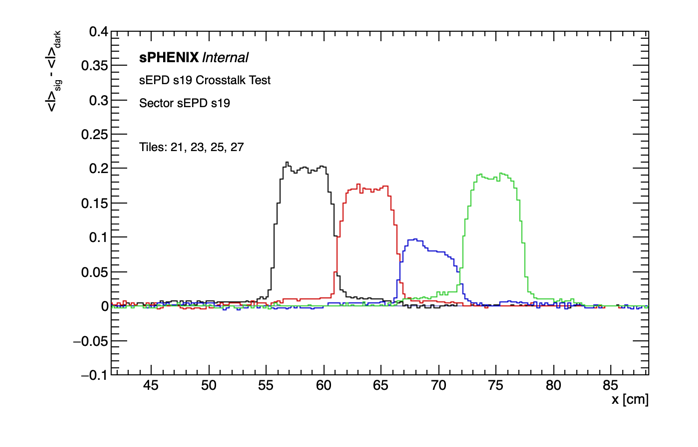 <I>sig - <I>dark
0.4
0.35
0.3
0.25
0.2
0.15
0.1
0.05
0
−0.05
−0.1
sPHENIX Internal
sEPD s19 Crosstalk Test
Sector sEPD s19
Tiles: 21, 23, 25, 27
45 50 55 60 65 70 75 80 85
x [cm]